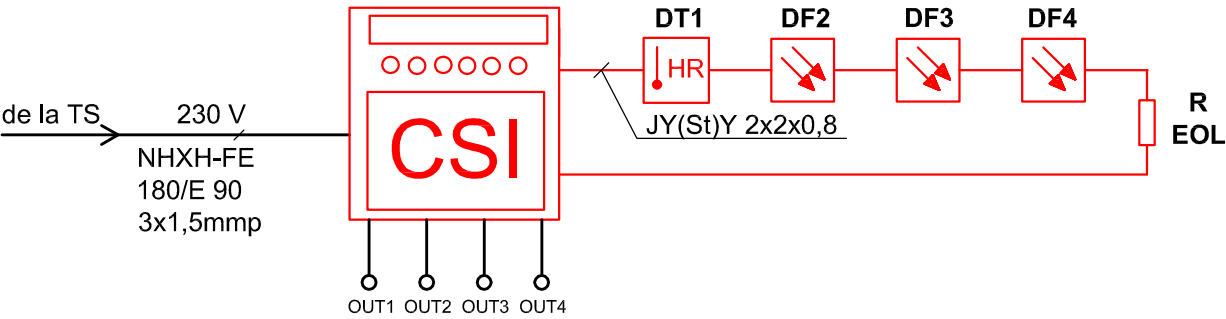 DT1 DF2 DF3 DF4
HR
de la TS 230 V
NHXH-FE
180/E 90
3x1,5mmp
CSI
JY(St)Y 2x2x0,8
R
EOL
OUT1 OUT2 OUT3 OUT4